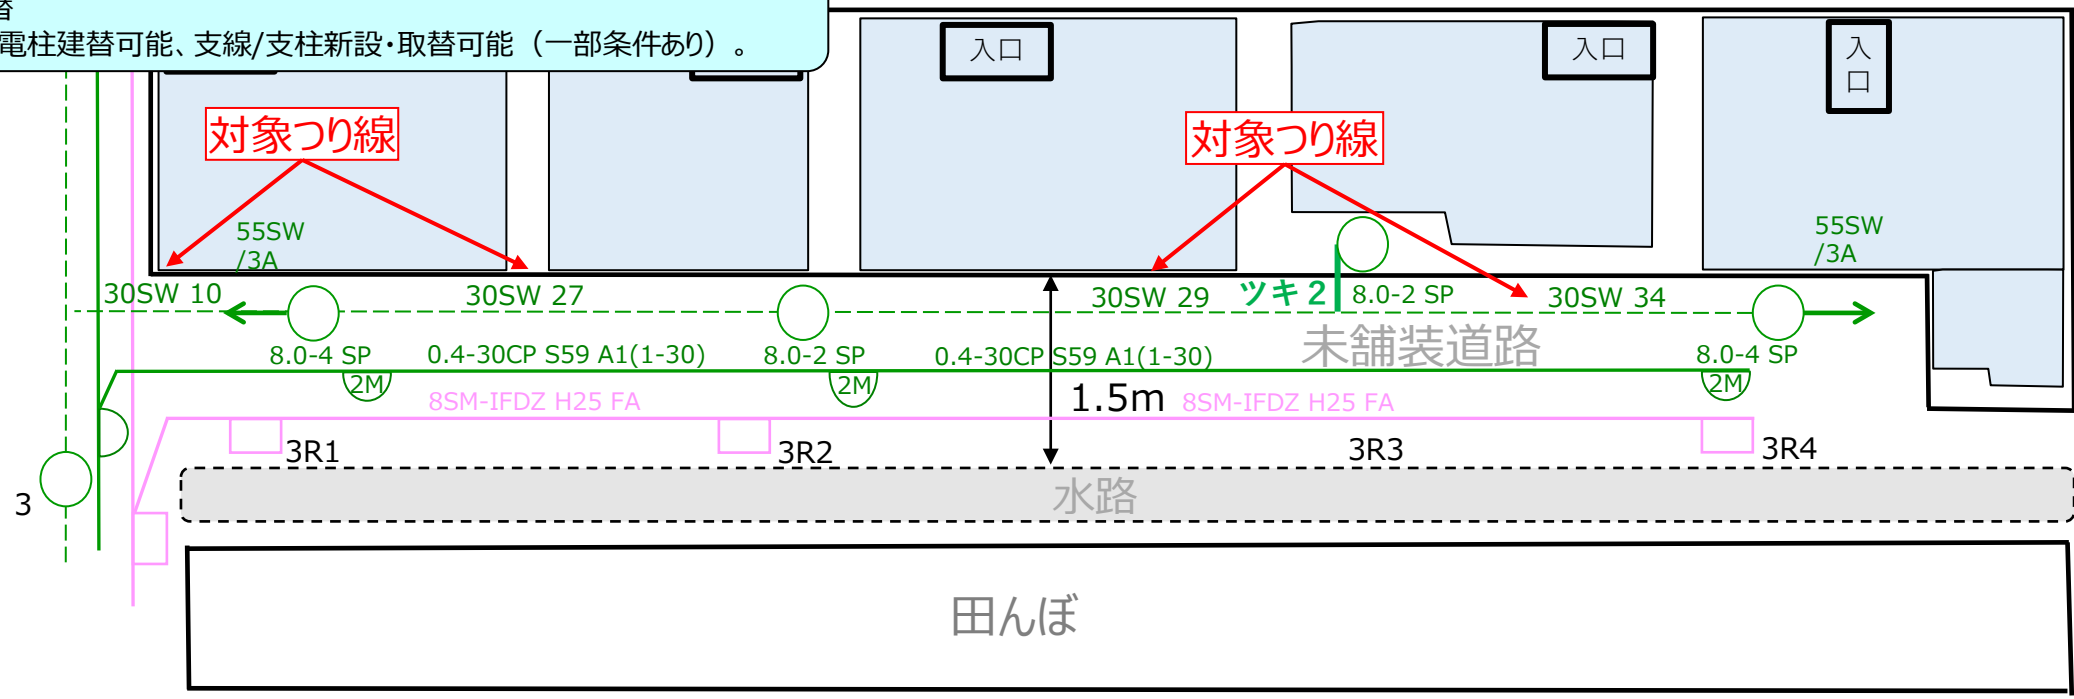 替
電柱建替可能、支線/支柱新設・取替可能（一部条件あり）。
入口
入口
入
口
対象つり線
対象つり線
55SW
/3A
55SW
/3A
30SW 10
30SW 27
30SW 29
ツキ 2
8.0-2 SP
30SW 34
未舗装道路
8.0-4 SP
0.4-30CP S59 A1(1-30)
8.0-2 SP
0.4-30CP S59 A1(1-30)
8.0-4 SP
2M
2M
2M
1.5m
8SM-IFDZ H25 FA
8SM-IFDZ H25 FA
3R1
3R2
3R3
3R4
3
水路
田んぼ